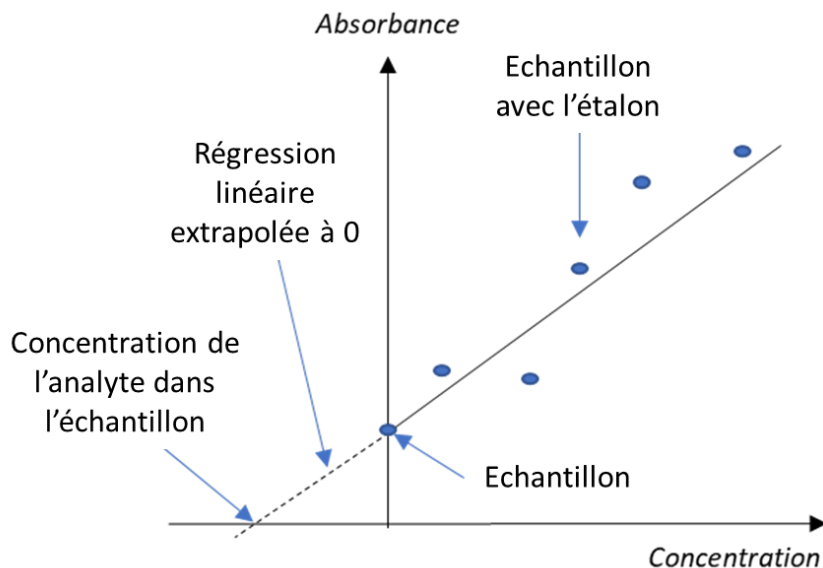 Absorbance
Echantillon
avec l’étalon
Régression
linéaire
extrapolée à 0
Concentration de
l’analyte dans
l’échantillon
Echantillon
Concentration